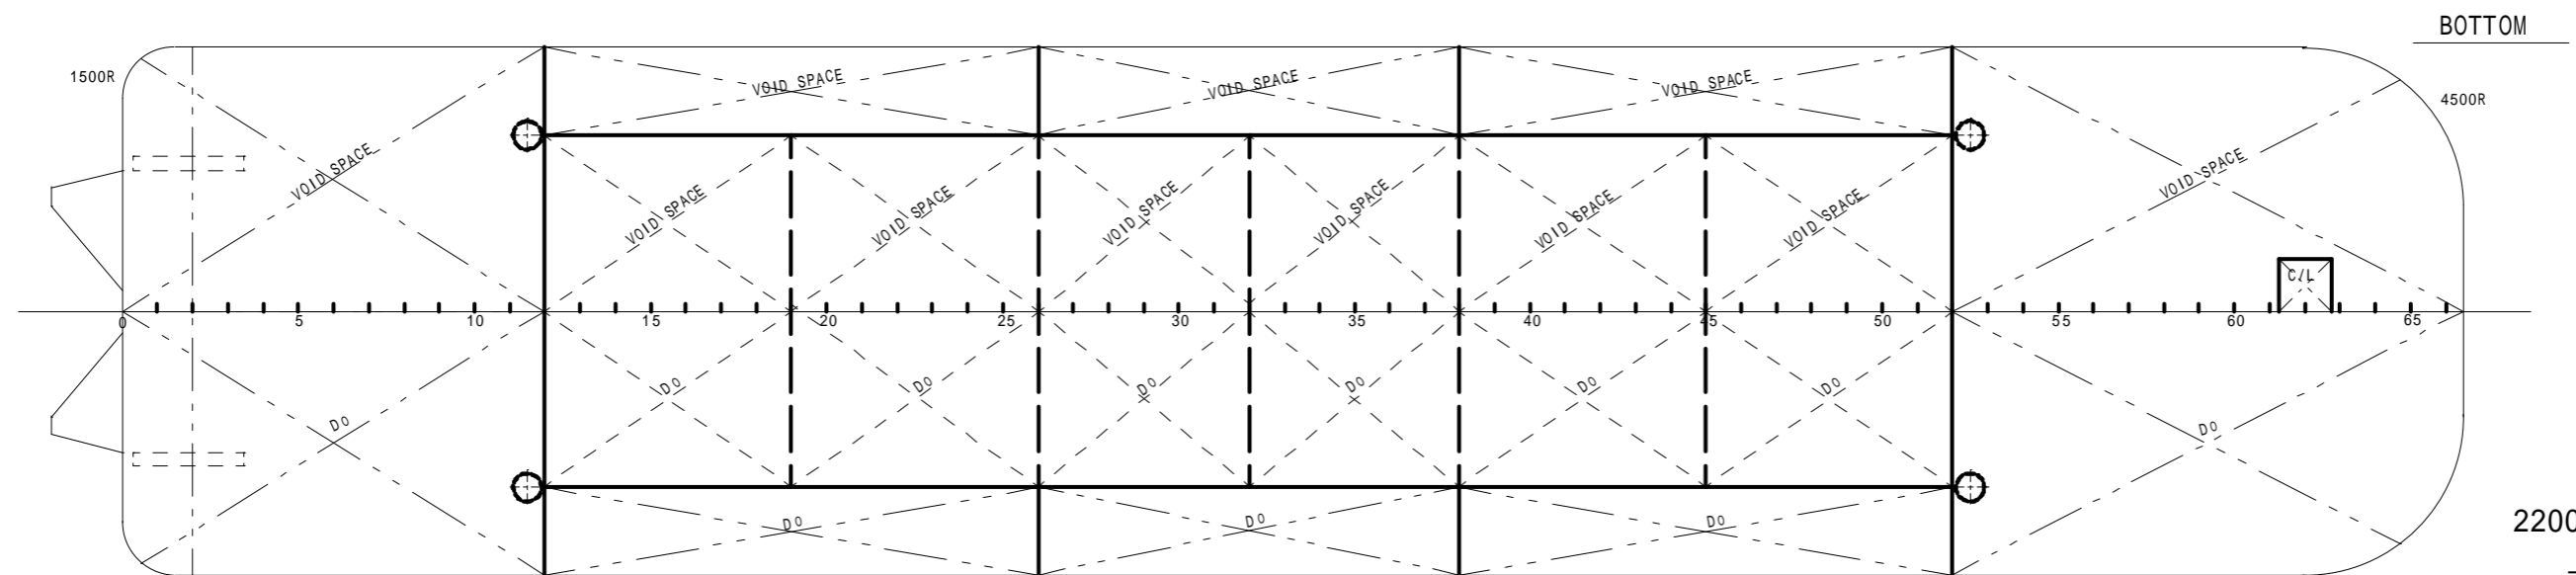 BOTTOM
1500R
VOID SPACE
VOID SPACE
VOID SPACE
4500R
VOID SPACE
VOID SPACE
VOID SPACE
VOID SPACE
VOID SPACE
VOID SPACE
VOID SPACE
VOID SPACE
C/L
0 5 10 15 20 25 30 35 40 45 50 55 60 65
DO
DO
DO
DO
DO
DO
DO
DO
DO
DO
DO
2200